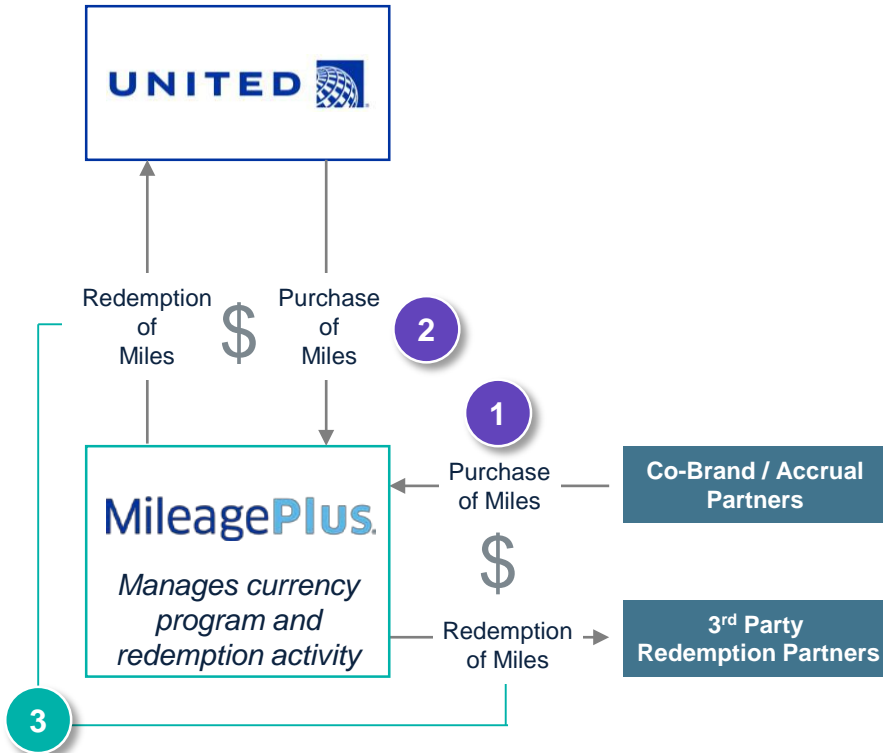 UNITED
Redemption
of
Miles
$
Purchase
of
Miles
2
1
Purchase
of Miles
Co-Brand / Accrual
Partners
MileagePlus.
Manages currency
program and
redemption activity
$
Redemption
of Miles
3rd Party
Redemption Partners
3